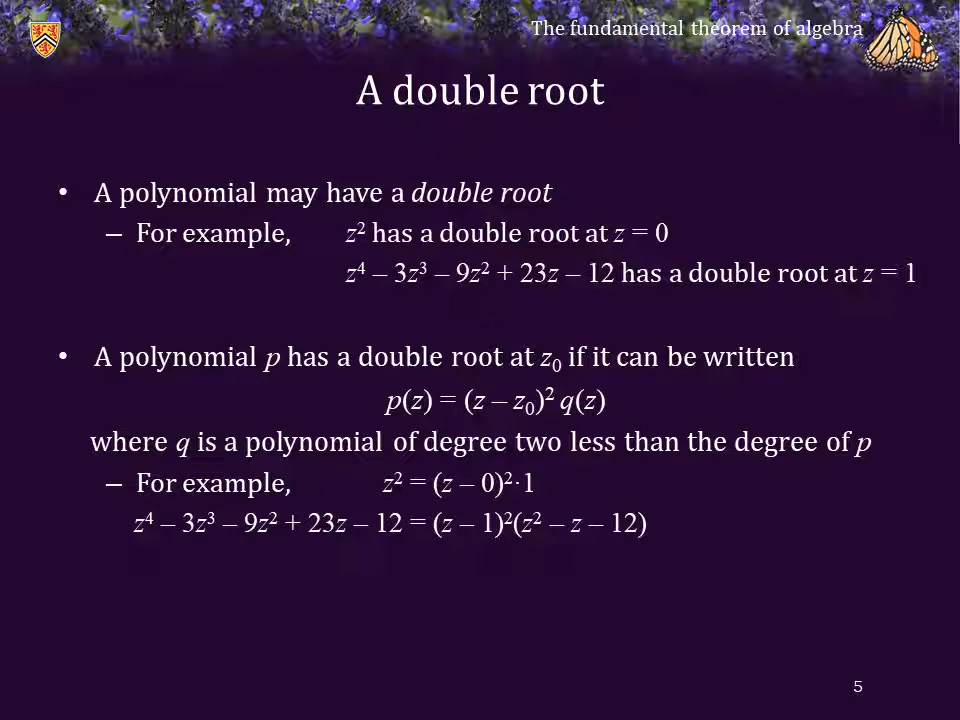 The fundamental theorem of algebra
A double root
• A polynomial may have a double root
– For example, z² has a double root at z = 0
z⁴ – 3z³ – 9z² + 23z – 12 has a double root at z = 1
• A polynomial p has a double root at z₀ if it can be written
p(z) = (z – z₀)² q(z)
where q is a polynomial of degree two less than the degree of p
– For example, z² = (z – 0)²·1
z⁴ – 3z³ – 9z² + 23z – 12 = (z – 1)²(z² – z – 12)
5